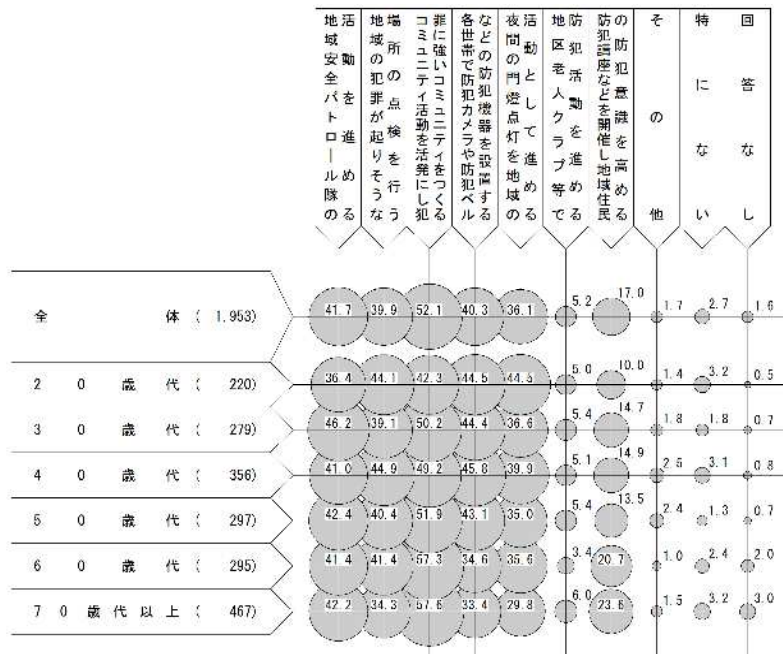 地域安全パトロール隊の
活動を進める
地域の犯罪が起りそうな
場所の点検を行う
コミュニティ活動を活発にし犯
罪に強いコミュニティをつくる
各世帯で防犯カメラや防犯ベル
などの防犯機器を設置する
夜間の門燈点灯を地域の
活動として進める
地区老人クラブ等で
防犯活動を進める
防犯講座などを開催し地域住民
の防犯意識を高める
その他
特にない
回答なし
全体 ( 1,953) 41.7 39.9 52.1 40.3 36.1 5.2 17.0 1.7 2.7 1.6
20歳代 ( 220) 36.4 44.1 42.3 44.5 44.5 5.0 10.0 1.4 3.2 0.5
30歳代 ( 279) 46.2 39.1 50.2 44.4 36.6 5.4 14.7 1.8 1.8 0.7
40歳代 ( 356) 41.0 44.9 49.2 45.8 39.9 5.1 14.9 2.5 3.1 0.8
50歳代 ( 297) 42.4 40.4 51.9 43.1 35.0 5.4 13.5 2.4 1.3 0.7
60歳代 ( 295) 41.4 41.4 57.3 34.6 35.6 3.4 20.7 1.0 2.4 2.0
70歳代以上 ( 467) 42.2 34.3 57.6 33.4 29.8 6.0 23.6 1.5 3.2 3.0